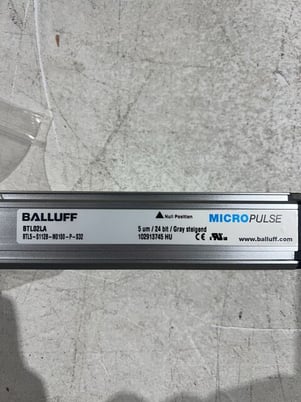 BALLUFF
Null Position
MICROPULSE
BTL02LA
5 um / 24 bit / Gray steigend
BTL5-S112B-M0100-P-S32
102913745 HU
CE
www.balluff.com